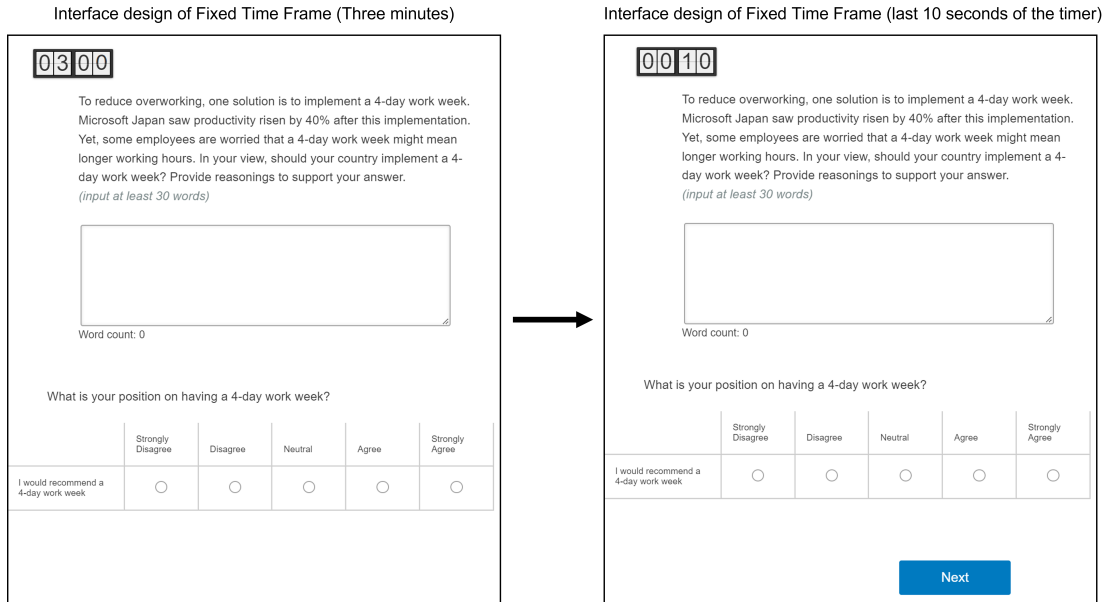 Interface design of Fixed Time Frame (Three minutes)
03 00
To reduce overworking, one solution is to implement a 4-day work week.
Microsoft Japan saw productivity risen by 40% after this implementation.
Yet, some employees are worried that a 4-day work week might mean
longer working hours. In your view, should your country implement a 4-
day work week? Provide reasonings to support your answer.
(input at least 30 words)
Word count: 0
What is your position on having a 4-day work week?
Strongly
Disagree
Disagree
Neutral
Agree
Strongly
Agree
I would recommend a
4-day work week
Interface design of Fixed Time Frame (last 10 seconds of the timer)
00 10
To reduce overworking, one solution is to implement a 4-day work week.
Microsoft Japan saw productivity risen by 40% after this implementation.
Yet, some employees are worried that a 4-day work week might mean
longer working hours. In your view, should your country implement a 4-
day work week? Provide reasonings to support your answer.
(input at least 30 words)
Word count: 0
What is your position on having a 4-day work week?
Strongly
Disagree
Disagree
Neutral
Agree
Strongly
Agree
I would recommend a
4-day work week
Next